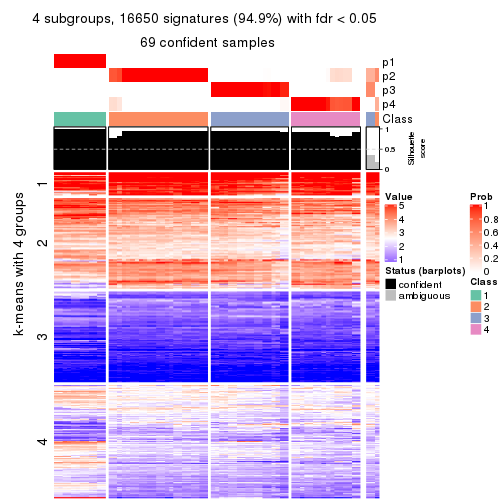 4 subgroups, 16650 signatures (94.9%) with fdr < 0.05
69 confident samples
p1
p2
p3
p4
Class
1
0.5
0
Silhouette
score
k-means with 4 groups
1
2
3
4
Value
5
4
3
2
1
Status (barplots)
confident
ambiguous
Prob
1
0.8
0.6
0.4
0.2
0
Class
1
2
3
4